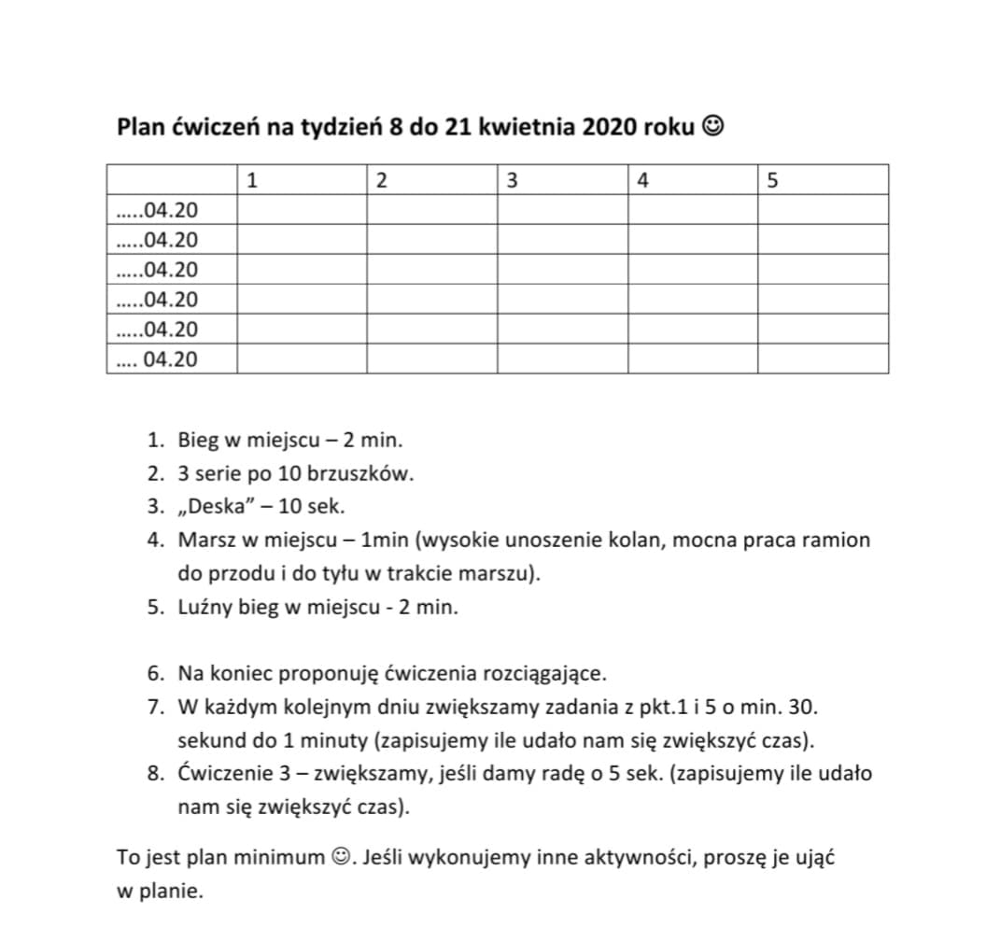 Plan ćwiczeń na tydzień 8 do 21 kwietnia 2020 roku ☺
1 2 3 4 5
.....04.20
.....04.20
.....04.20
.....04.20
.....04.20
.... 04.20
1. Bieg w miejscu – 2 min.
2. 3 serie po 10 brzuszków.
3. „Deska” – 10 sek.
4. Marsz w miejscu – 1min (wysokie unoszenie kolan, mocna praca ramion
do przodu i do tyłu w trakcie marszu).
5. Luźny bieg w miejscu - 2 min.
6. Na koniec proponuję ćwiczenia rozciągające.
7. W każdym kolejnym dniu zwiększamy zadania z pkt.1 i 5 o min. 30.
sekund do 1 minuty (zapisujemy ile udało nam się zwiększyć czas).
8. Ćwiczenie 3 – zwiększamy, jeśli damy radę o 5 sek. (zapisujemy ile udało
nam się zwiększyć czas).
To jest plan minimum ☺. Jeśli wykonujemy inne aktywności, proszę je ująć
w planie.